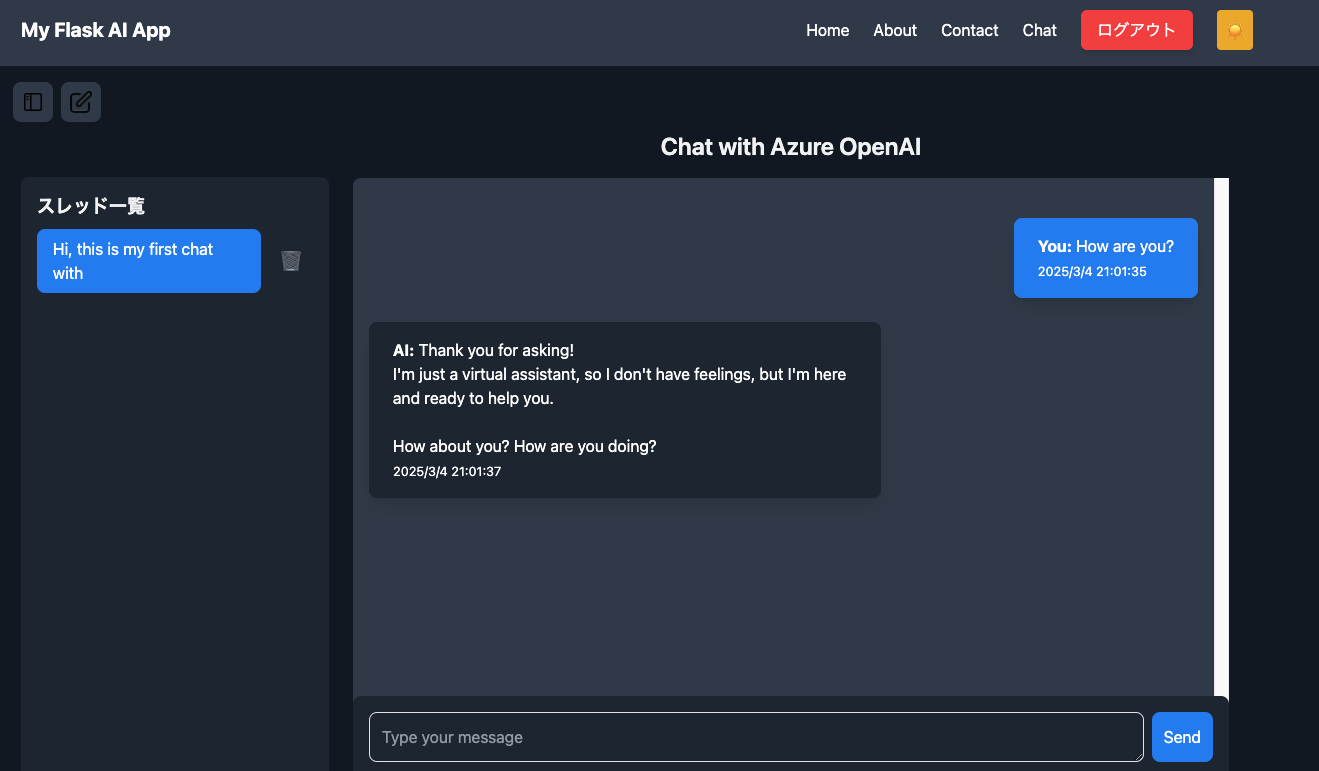 My Flask AI App
Home
About
Contact
Chat
ログアウト
Chat with Azure OpenAI
スレッド一覧
Hi, this is my first chat
with
You: How are you?
2025/3/4 21:01:35
AI: Thank you for asking!
I'm just a virtual assistant, so I don't have feelings, but I'm here
and ready to help you.
How about you? How are you doing?
2025/3/4 21:01:37
Type your message
Send